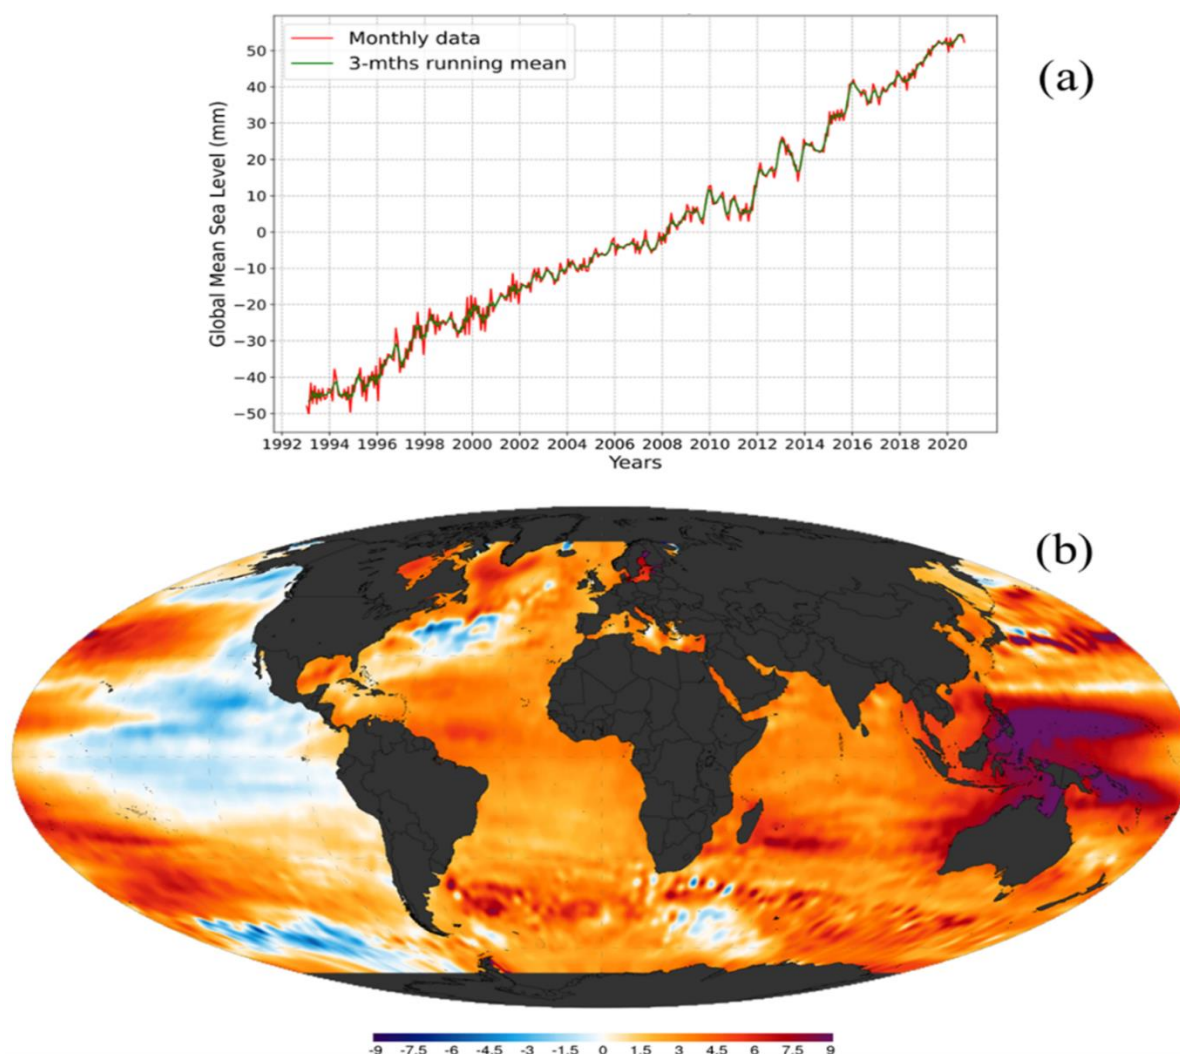 Monthly data
3-mths running mean
(a)
Global Mean Sea Level (mm)
50
40
30
20
10
0
−10
−20
−30
−40
−50
1992 1994 1996 1998 2000 2002 2004 2006 2008 2010 2012 2014 2016 2018 2020
Years
(b)
-9 -7.5 -6 -4.5 -3 -1.5 0 1.5 3 4.5 6 7.5 9